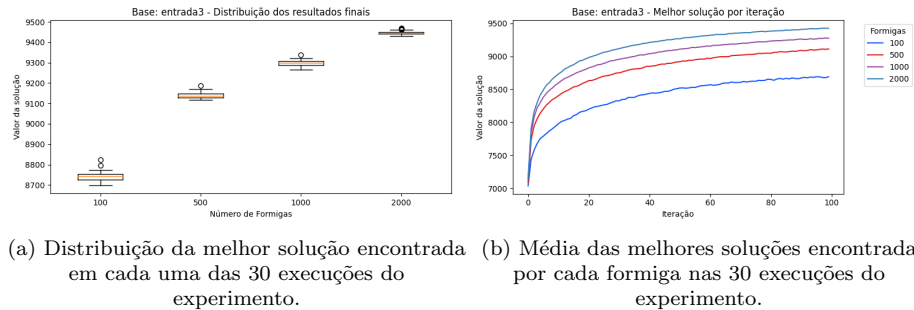 Base: entrada3 - Distribuição dos resultados finais
9500
9400
9300
9200
9100
9000
8900
8800
8700
Valor da solução
100
500
1000
2000
Número de Formigas
Base: entrada3 - Melhor solução por iteração
9500
9000
8500
8000
7500
7000
Valor da solução
0
20
40
60
80
100
Iteração
Formigas
100
500
1000
2000
(a) Distribuição da melhor solução encontrada
em cada uma das 30 execuções do
experimento.
(b) Média das melhores soluções encontrada
por cada formiga nas 30 execuções do
experimento.